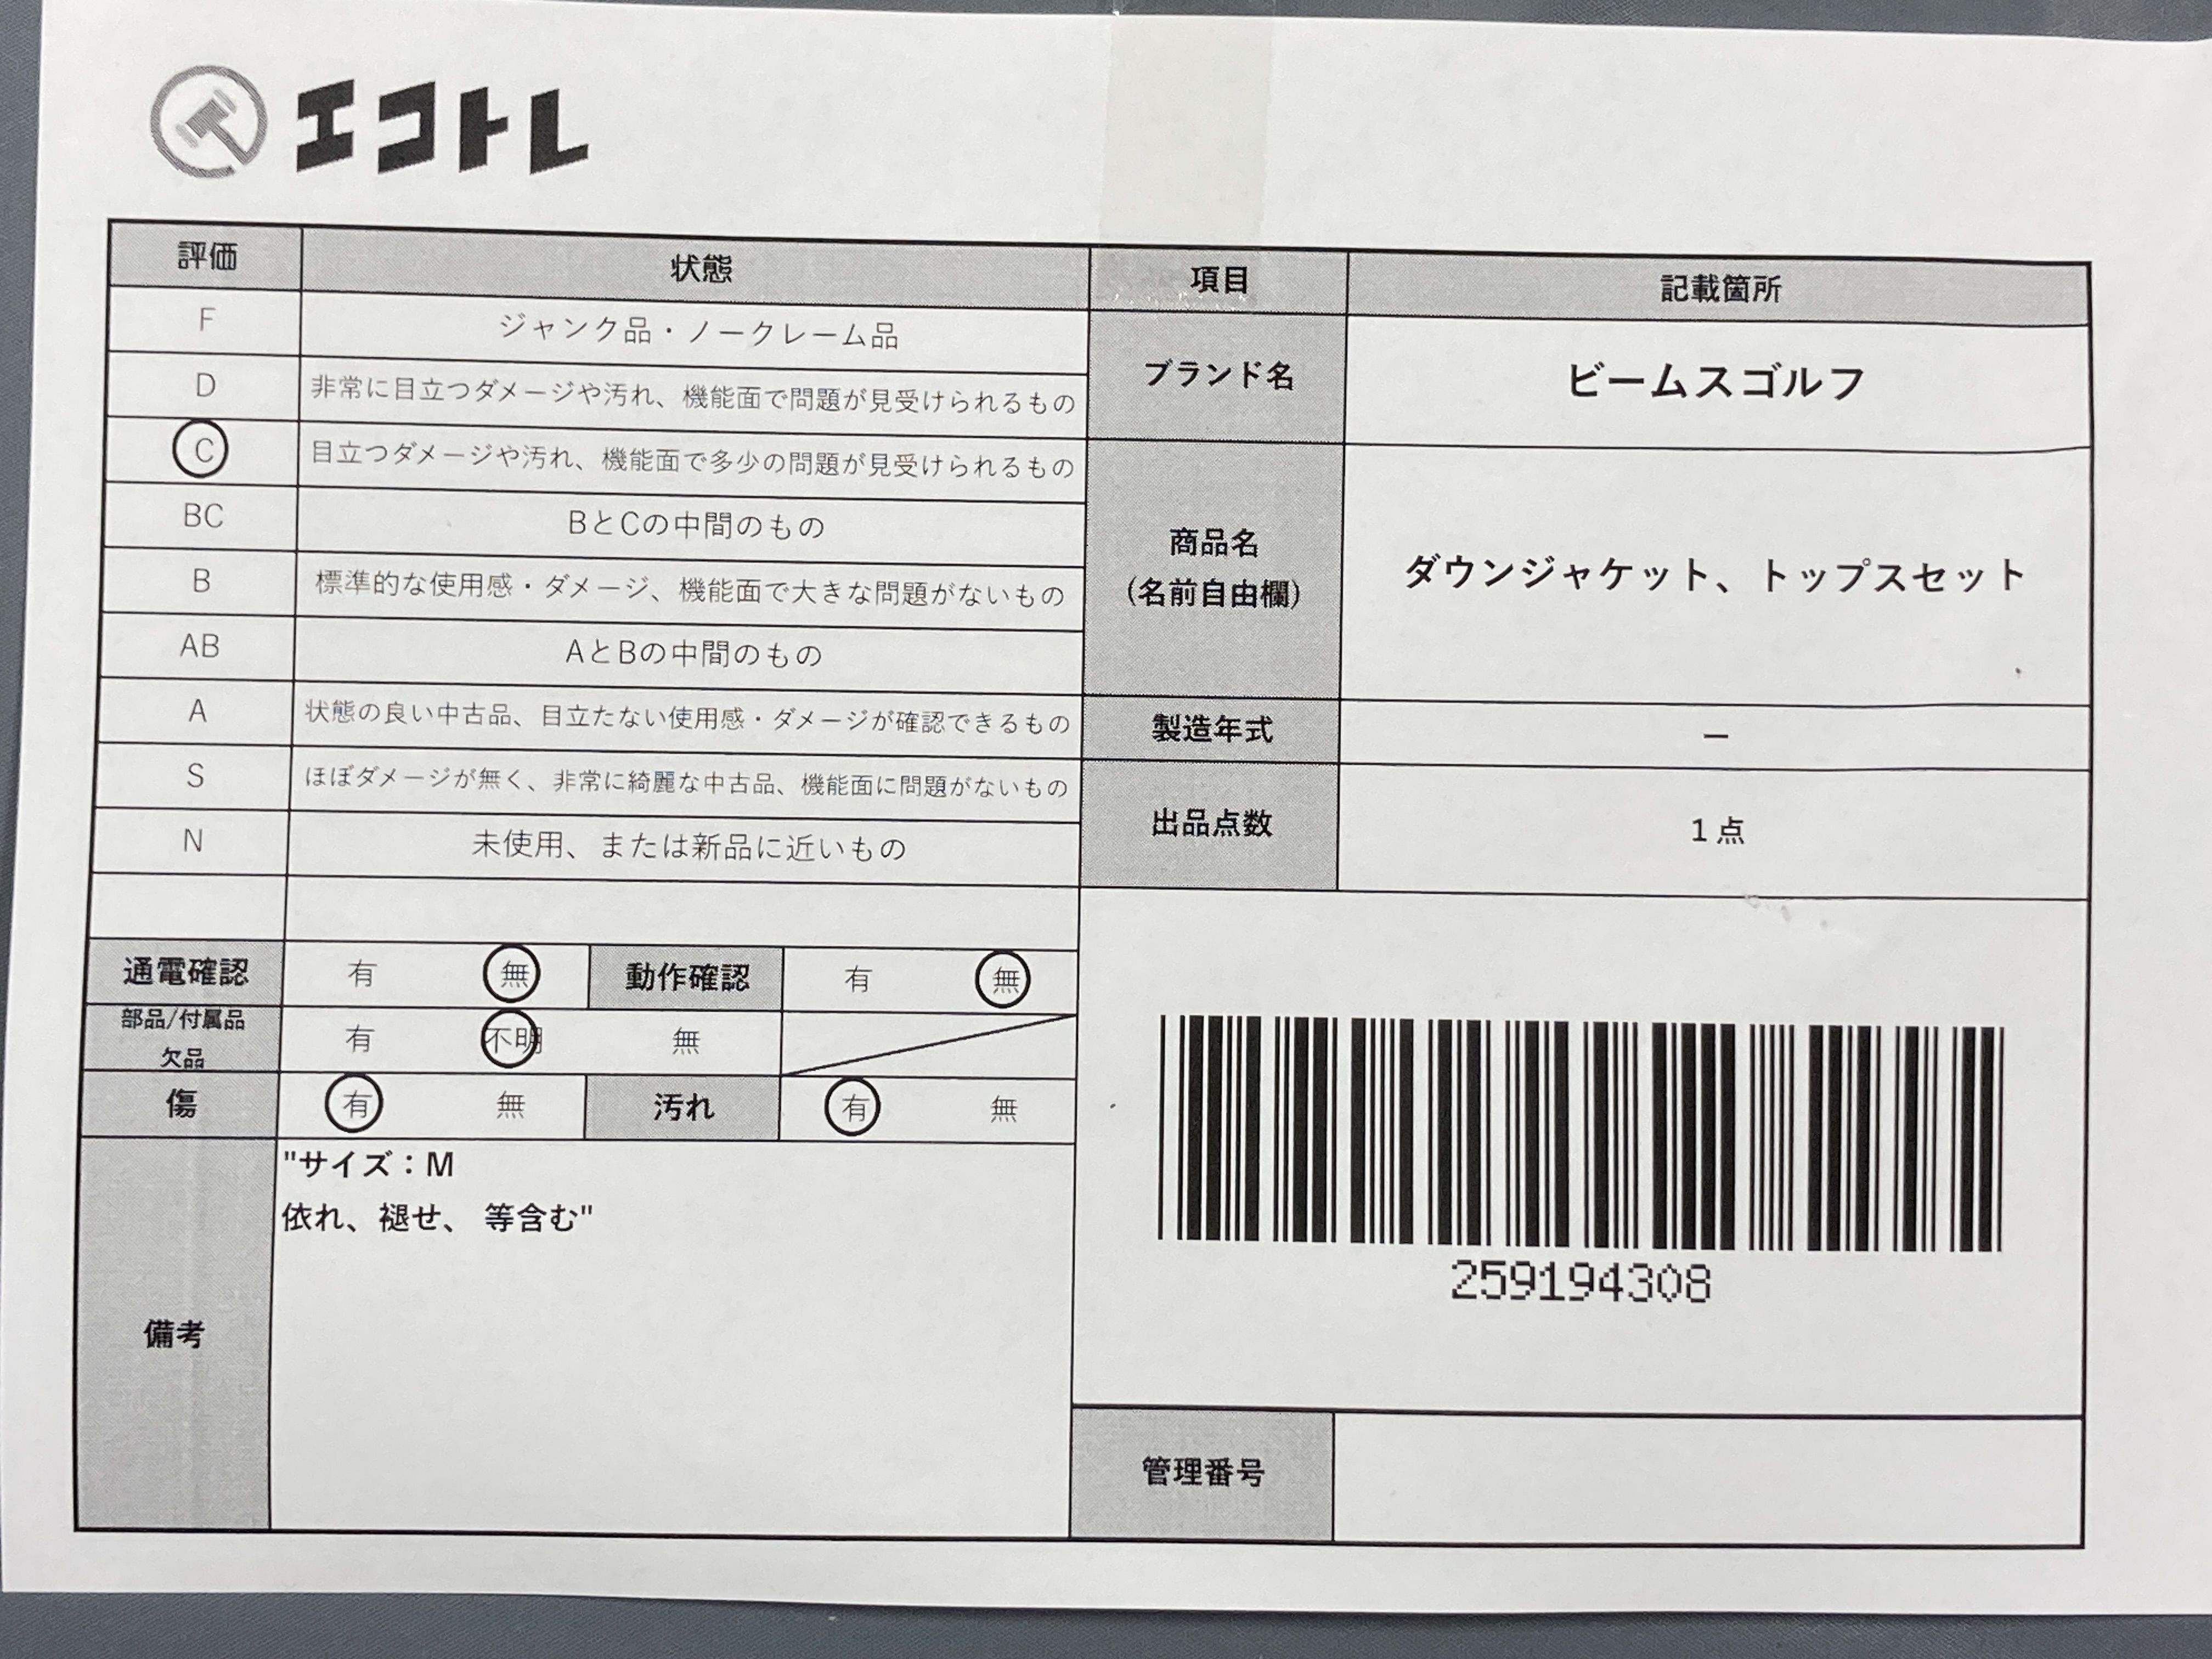 エコトレ
評価 状態 項目 記載箇所
F ジャンク品・ノークレーム品
D 非常に目立つダメージや汚れ、機能面で問題が見受けられるもの
ブランド名 ビームスゴルフ
C 目立つダメージや汚れ、機能面で多少の問題が見受けられるもの
BC BとCの中間のもの
B 標準的な使用感・ダメージ、機能面で大きな問題がないもの
商品名
(名前自由欄)
ダウンジャケット、トップスセット
AB AとBの中間のもの
A 状態の良い中古品、目立たない使用感・ダメージが確認できるもの
製造年式 ー
S ほぼダメージが無く、非常に綺麗な中古品、機能面に問題がないもの
出品点数 1点
N 未使用、または新品に近いもの
通電確認 有 無 動作確認 有 無
部品/付属品
欠品
有 不明 無
傷 有 無 汚れ 有 無
備考
"サイズ：M
依れ、褪せ、 等含む"
259194308
管理番号